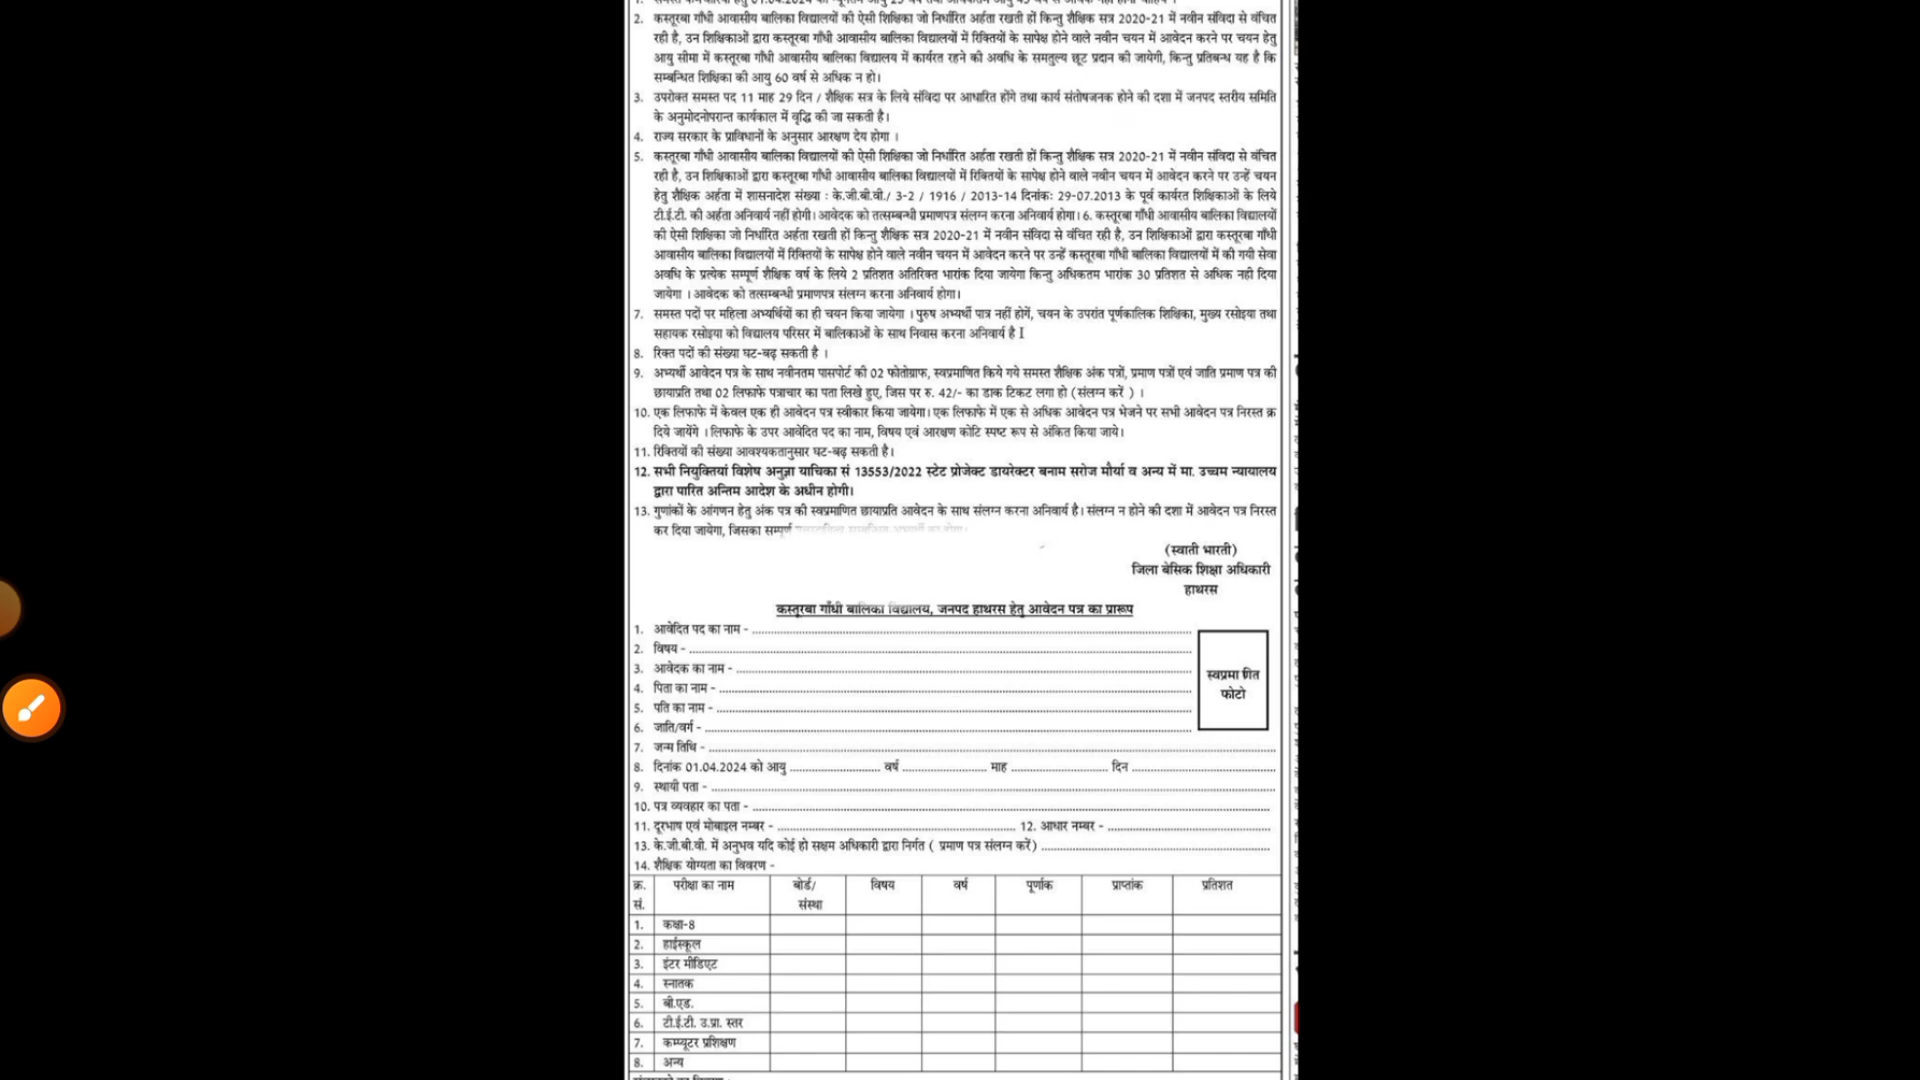 1. समस्त कर्मचारियों हेतु 01.04.2024 को न्यूनतम आयु 25 वर्ष तथा अधिकतम आयु 45 वर्ष से अधिक नहीं होनी चाहिये ।
2. कस्तूरबा गाँधी आवासीय बालिका विद्यालयों की ऐसी शिक्षिका जो निर्धारित अर्हता रखती हों किन्तु शैक्षिक सत्र 2020-21 में नवीन संविदा से वंचित
रही है, उन शिक्षिकाओं द्वारा कस्तूरबा गाँधी आवासीय बालिका विद्यालयों में रिक्तियों के सापेक्ष होने वाले नवीन चयन में आवेदन करने पर चयन हेतु
आयु सीमा में कस्तूरबा गाँधी आवासीय बालिका विद्यालय में कार्यरत रहने की अवधि के समतुल्य छूट प्रदान की जायेगी, किन्तु प्रतिबन्ध यह है कि
सम्बन्धित शिक्षिका की आयु 60 वर्ष से अधिक न हो।
3. उपरोक्त समस्त पद 11 माह 29 दिन / शैक्षिक सत्र के लिये संविदा पर आधारित होंगे तथा कार्य संतोषजनक होने की दशा में जनपद स्तरीय समिति
के अनुमोदनोपरान्त कार्यकाल में वृद्धि की जा सकती है।
4. राज्य सरकार के प्राविधानों के अनुसार आरक्षण देय होगा ।
5. कस्तूरबा गाँधी आवासीय बालिका विद्यालयों की ऐसी शिक्षिका जो निर्धारित अर्हता रखती हों किन्तु शैक्षिक सत्र 2020-21 में नवीन संविदा से वंचित
रही है, उन शिक्षिकाओं द्वारा कस्तूरबा गाँधी आवासीय बालिका विद्यालयों में रिक्तियों के सापेक्ष होने वाले नवीन चयन में आवेदन करने पर उन्हें चयन
हेतु शैक्षिक अर्हता में शासनादेश संख्या : के.जी.बी.वी./ 3-2 / 1916 / 2013-14 दिनांकः 29-07.2013 के पूर्व कार्यरत शिक्षिकाओं के लिये
टी.ई.टी. की अर्हता अनिवार्य नहीं होगी। आवेदक को तत्सम्बन्धी प्रमाणपत्र संलग्न करना अनिवार्य होगा। 6. कस्तूरबा गाँधी आवासीय बालिका विद्यालयों
की ऐसी शिक्षिका जो निर्धारित अर्हता रखती हों किन्तु शैक्षिक सत्र 2020-21 में नवीन संविदा से वंचित रही है, उन शिक्षिकाओं द्वारा कस्तूरबा गाँधी
आवासीय बालिका विद्यालयों में रिक्तियों के सापेक्ष होने वाले नवीन चयन में आवेदन करने पर उन्हें कस्तूरबा गाँधी बालिका विद्यालयों में की गयी सेवा
अवधि के प्रत्येक सम्पूर्ण शैक्षिक वर्ष के लिये 2 प्रतिशत अतिरिक्त भारांक दिया जायेगा किन्तु अधिकतम भारांक 30 प्रतिशत से अधिक नही दिया
जायेगा । आवेदक को तत्सम्बन्धी प्रमाणपत्र संलग्न करना अनिवार्य होगा।
7. समस्त पदों पर महिला अभ्यर्थियों का ही चयन किया जायेगा । पुरुष अभ्यर्थी पात्र नहीं होगें, चयन के उपरांत पूर्णकालिक शिक्षिका, मुख्य रसोइया तथा
सहायक रसोइया को विद्यालय परिसर में बालिकाओं के साथ निवास करना अनिवार्य है I
8. रिक्त पदों की संख्या घट-बढ़ सकती है ।
9. अभ्यर्थी आवेदन पत्र के साथ नवीनतम पासपोर्ट की 02 फोतोग्राफ, स्वप्रमाणित किये गये समस्त शैक्षिक अंक पत्रों, प्रमाण पत्रों एवं जाति प्रमाण पत्र की
छायाप्रति तथा 02 लिफाफे पत्राचार का पता लिखे हुए, जिस पर रु. 42/- का डाक टिकट लगा हो (संलग्न करें ) ।
10. एक लिफाफे में केवल एक ही आवेदन पत्र स्वीकार किया जायेगा। एक लिफाफे में एक से अधिक आवेदन पत्र भेजने पर सभी आवेदन पत्र निरस्त क्र
दिये जायेंगे । लिफाफे के उपर आवेदित पद का नाम, विषय एवं आरक्षण कोटि स्पष्ट रूप से अंकित किया जाये।
11. रिक्तियों की संख्या आवश्यकतानुसार घट-बढ़ सकती है।
12. सभी नियुक्तियां विशेष अनुज्ञा याचिका सं 13553/2022 स्टेट प्रोजेक्ट डायरेक्टर बनाम सरोज मौर्या व अन्य में मा. उच्चम न्यायालय
द्वारा पारित अन्तिम आदेश के अधीन होगी।
13. गुणांकों के आंगणन हेतु अंक पत्र की स्वप्रमाणित छायाप्रति आवेदन के साथ संलग्न करना अनिवार्य है। संलग्न न होने की दशा में आवेदन पत्र निरस्त
कर दिया जायेगा, जिसका सम्पूर्ण
(स्वाती भारती)
जिला बेसिक शिक्षा अधिकारी
हाथरस
कस्तूरबा गाँधी बालिका विद्यालय, जनपद हाथरस हेतु आवेदन पत्र का प्रारूप
1. आवेदित पद का नाम -
2. विषय -
3. आवेदक का नाम -
4. पिता का नाम -
5. पति का नाम -
6. जाति/वर्ग -
स्वप्रमाणित
फोटो
7. जन्म तिथि -
8. दिनांक 01.04.2024 को आयु ........ वर्ष ........ माह ........ दिन ........
9. स्थायी पता -
10. पत्र व्यवहार का पता -
11. दूरभाष एवं मोबाइल नम्बर - ........ 12. आधार नम्बर -
13. के.जी.बी.वी. में अनुभव यदि कोई हो सक्षम अधिकारी द्वारा निर्गत ( प्रमाण पत्र संलग्न करें)
14. शैक्षिक योग्यता का विवरण -
क्र. सं. परीक्षा का नाम बोर्ड/ संस्था विषय वर्ष पूर्णांक प्राप्तांक प्रतिशत
1. कक्षा-8
2. हाईस्कूल
3. इंटर मीडिएट
4. स्नातक
5. बी.एड.
6. टी.ई.टी. उ.प्रा. स्तर
7. कम्प्यूटर प्रशिक्षण
8. अन्य